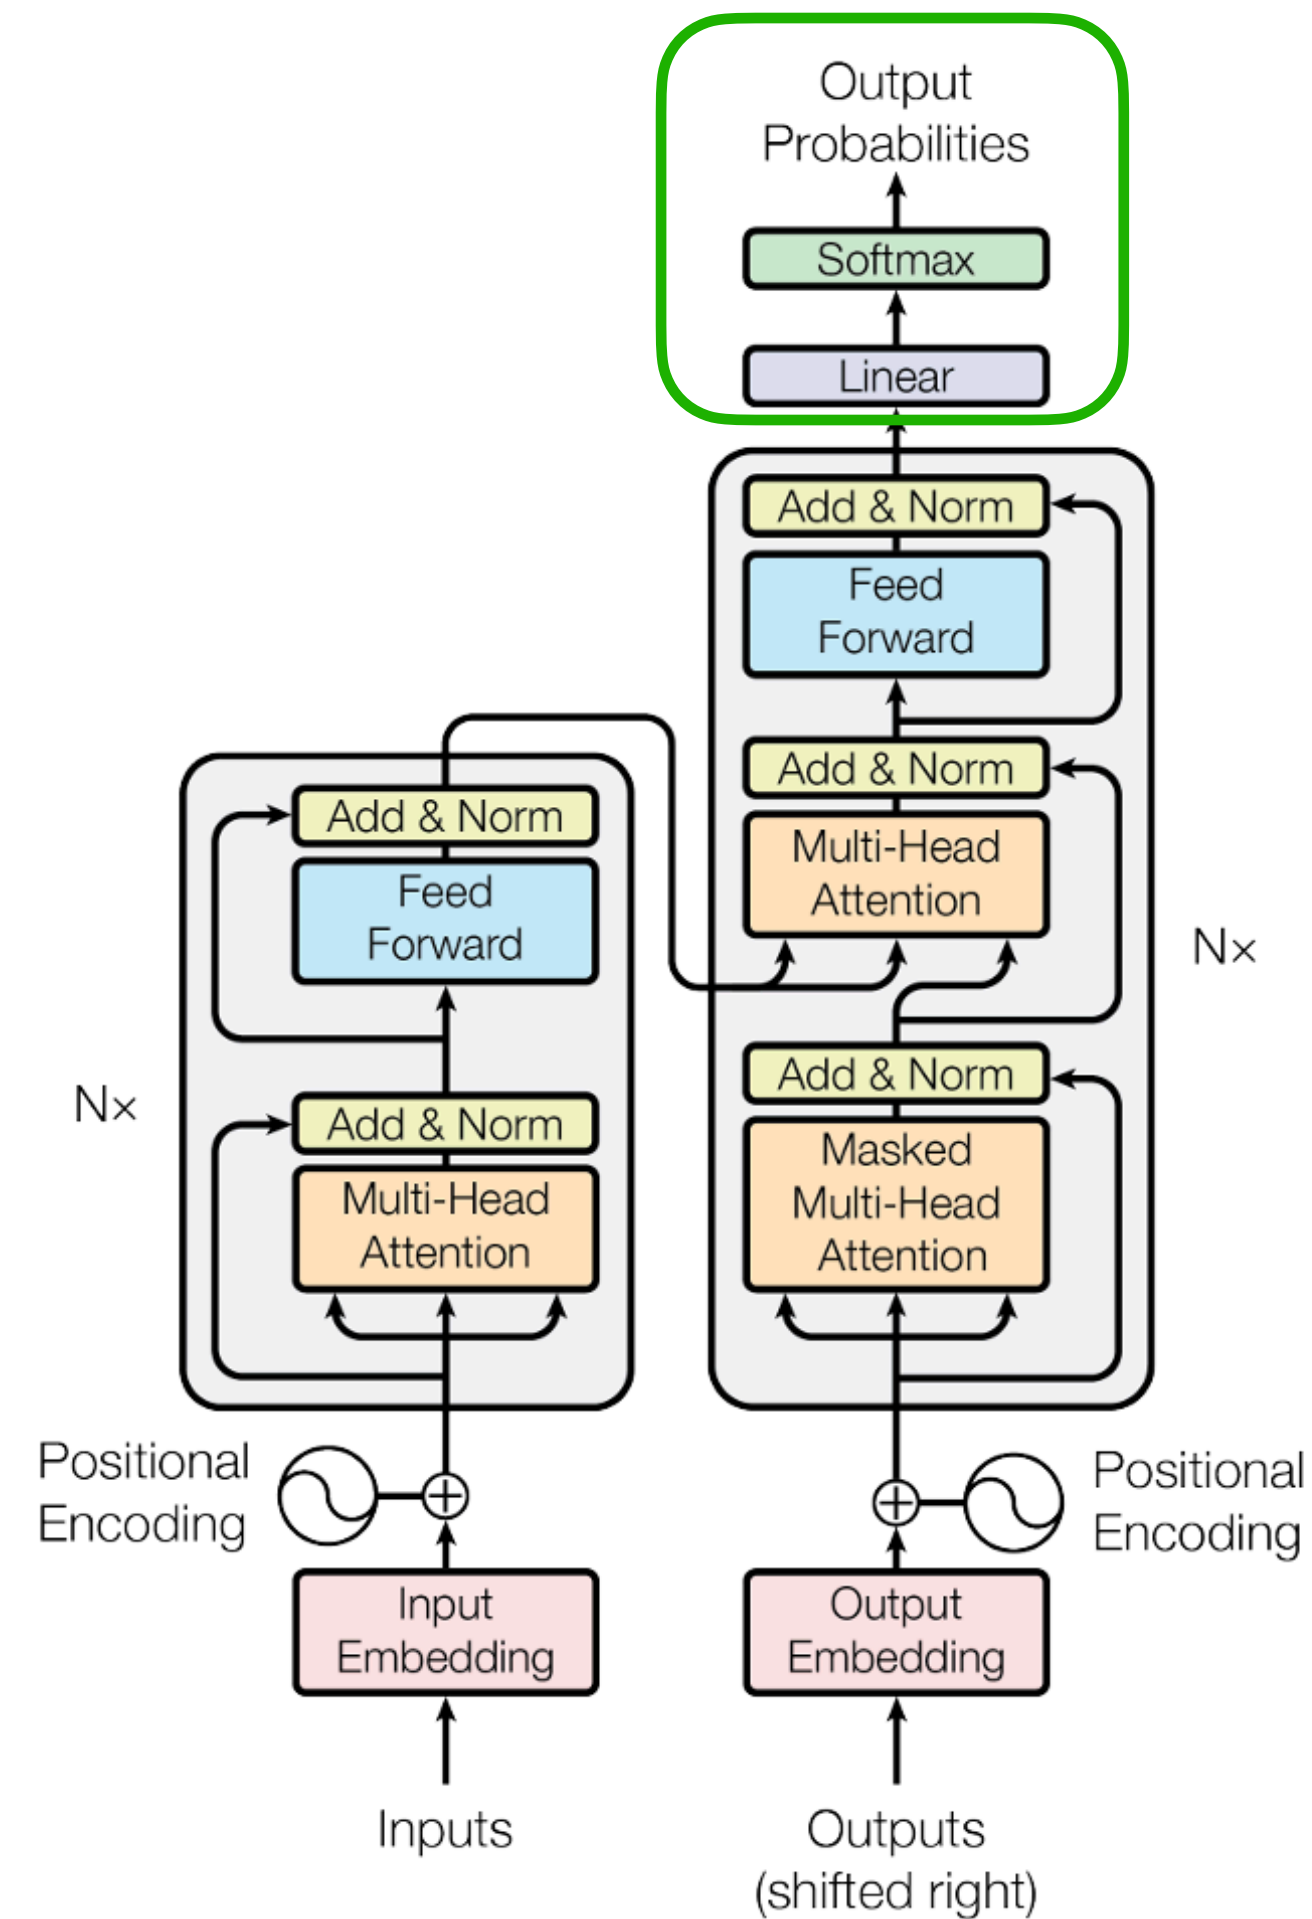 Output
Probabilities
Softmax
Linear
Add & Norm
Feed
Forward
Add & Norm
Multi-Head
Attention
Add & Norm
Masked
Multi-Head
Attention
N×
Add & Norm
Feed
Forward
Add & Norm
Multi-Head
Attention
N×
Positional
Encoding
Positional
Encoding
Input
Embedding
Output
Embedding
Inputs
Outputs
(shifted right)